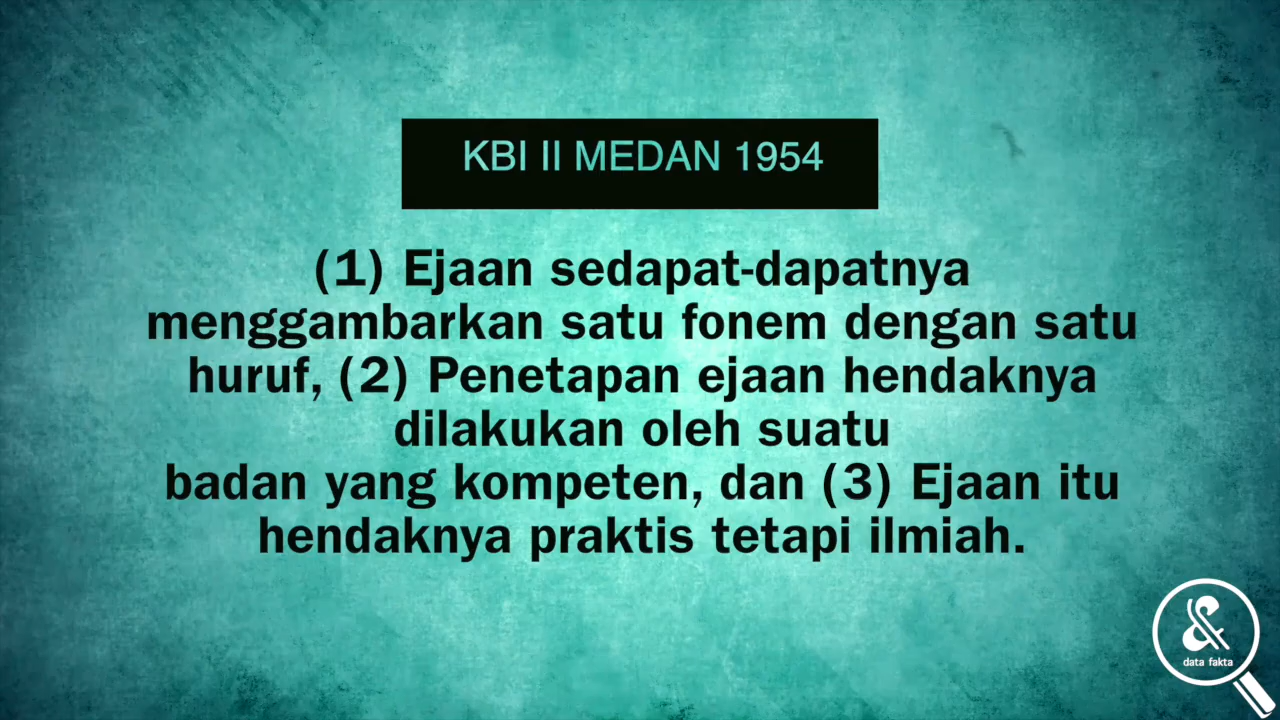 KBI II MEDAN 1954
(1) Ejaan sedapat-dapatnya
menggambarkan satu fonem dengan satu
huruf, (2) Penetapan ejaan hendaknya
dilakukan oleh suatu
badan yang kompeten, dan (3) Ejaan itu
hendaknya praktis tetapi ilmiah.
&
data fakta